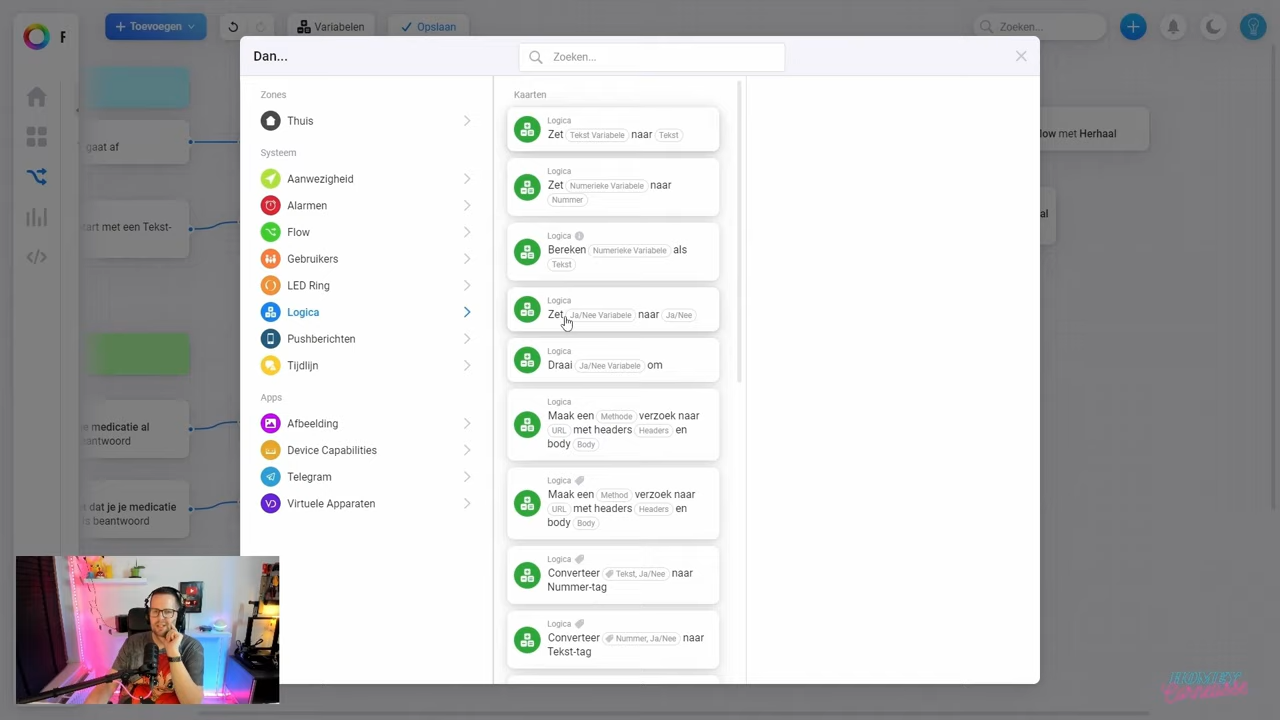 F
Toevoegen
Variabelen
Opslaan
Zoeken...
gaat af
tart met een Tekst-
e medicatie al
eantwoord
dat je je medicatie
s beantwoord
low met Herhaal
al
Dan...
Zoeken...
Zones
Thuis
Systeem
Aanwezigheid
Alarmen
Flow
Gebruikers
LED Ring
Logica
Pushberichten
Tijdlijn
Apps
Afbeelding
Device Capabilities
Telegram
Virtuele Apparaten
Kaarten
Logica
Zet Tekst Variabele naar Tekst
Logica
Zet Numerieke Variabele naar
Nummer
Logica
Bereken Numerieke Variabele als
Tekst
Logica
Zet Ja/Nee Variabele naar Ja/Nee
Logica
Draai Ja/Nee Variabele om
Logica
Maak een Methode verzoek naar
URL met headers Headers en
body Body
Logica
Maak een Method verzoek naar
URL met headers Headers en
body Body
Logica
Converteer Tekst, Ja/Nee naar
Nummer-tag
Logica
Converteer Nummer, Ja/Nee naar
Tekst-tag